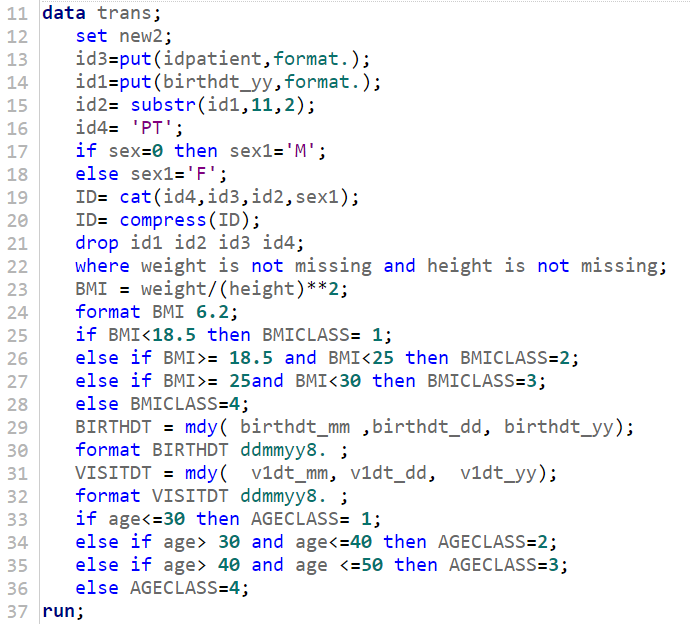 11 data trans;
12 set new2;
13 id3=put(idpatient,format.);
14 id1=put(birthdt_yy,format.);
15 id2= substr(id1,11,2);
16 id4= 'PT';
17 if sex=0 then sex1='M';
18 else sex1='F';
19 ID= cat(id4,id3,id2,sex1);
20 ID= compress(ID);
21 drop id1 id2 id3 id4;
22 where weight is not missing and height is not missing;
23 BMI = weight/(height)**2;
24 format BMI 6.2;
25 if BMI<18.5 then BMICLASS= 1;
26 else if BMI>= 18.5 and BMI<25 then BMICLASS=2;
27 else if BMI>= 25and BMI<30 then BMICLASS=3;
28 else BMICLASS=4;
29 BIRTHDT = mdy( birthdt_mm ,birthdt_dd, birthdt_yy);
30 format BIRTHDT ddmmyy8. ;
31 VISITDT = mdy(  v1dt_mm, v1dt_dd,  v1dt_yy);
32 format VISITDT ddmmyy8. ;
33 if age<=30 then AGECLASS= 1;
34 else if age> 30 and age<=40 then AGECLASS=2;
35 else if age> 40 and age <=50 then AGECLASS=3;
36 else AGECLASS=4;
37 run;